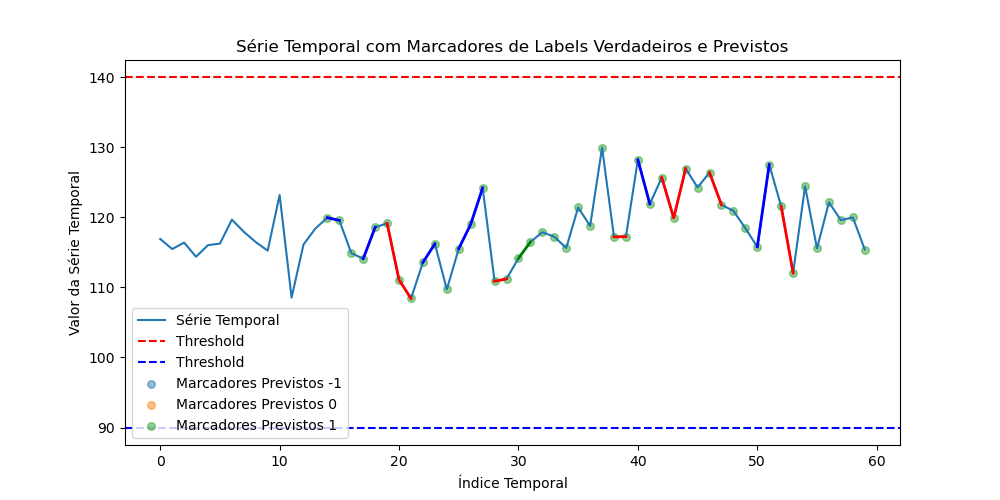 Série Temporal com Marcadores de Labels Verdadeiros e Previstos
Valor da Série Temporal
140
130
120
110
100
90
Série Temporal
Threshold
Threshold
Marcadores Previstos -1
Marcadores Previstos 0
Marcadores Previstos 1
0 10 20 30 40 50 60
Índice Temporal